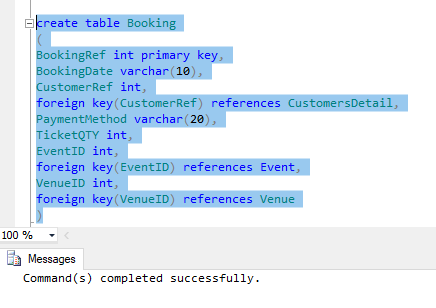 create table Booking
(
BookingRef int primary key,
BookingDate varchar(10),
CustomerRef int,
foreign key(CustomerRef) references CustomersDetail,
PaymentMethod varchar(20),
TicketQTY int,
EventID int,
foreign key(EventID) references Event,
VenueID int,
foreign key(VenueID) references Venue
)
100 %
Messages
Command(s) completed successfully.